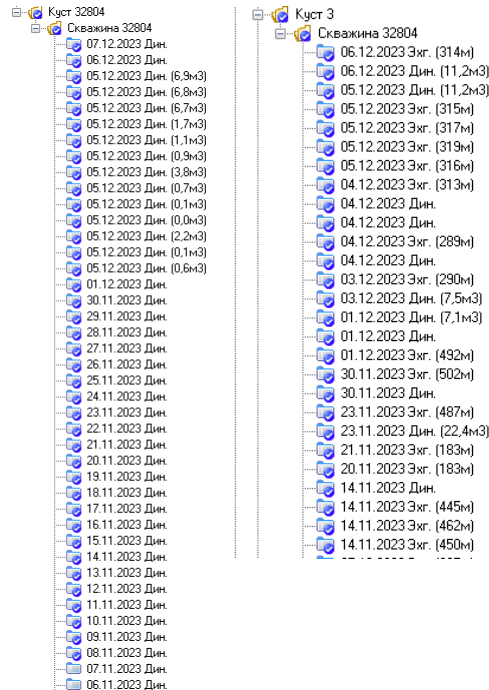 Куст 32804
Скважина 32804
07.12.2023 Дин.
06.12.2023 Дин.
05.12.2023 Дин. (6,9м3)
05.12.2023 Дин. (6,8м3)
05.12.2023 Дин. (6,7м3)
05.12.2023 Дин. (1,7м3)
05.12.2023 Дин. (1,1м3)
05.12.2023 Дин. (0,9м3)
05.12.2023 Дин. (3,8м3)
05.12.2023 Дин. (0,7м3)
05.12.2023 Дин. (0,1м3)
05.12.2023 Дин. (0,0м3)
05.12.2023 Дин. (2,2м3)
05.12.2023 Дин. (0,1м3)
05.12.2023 Дин. (0,6м3)
01.12.2023 Дин.
30.11.2023 Дин.
29.11.2023 Дин.
28.11.2023 Дин.
27.11.2023 Дин.
26.11.2023 Дин.
25.11.2023 Дин.
24.11.2023 Дин.
23.11.2023 Дин.
22.11.2023 Дин.
21.11.2023 Дин.
20.11.2023 Дин.
19.11.2023 Дин.
18.11.2023 Дин.
17.11.2023 Дин.
16.11.2023 Дин.
15.11.2023 Дин.
14.11.2023 Дин.
13.11.2023 Дин.
12.11.2023 Дин.
11.11.2023 Дин.
10.11.2023 Дин.
09.11.2023 Дин.
08.11.2023 Дин.
07.11.2023 Дин.
06.11.2023 Дин.
Куст 3
Скважина 32804
06.12.2023 Эхг. (314м)
06.12.2023 Дин. (11,2м3)
05.12.2023 Дин. (11,2м3)
05.12.2023 Эхг. (315м)
05.12.2023 Эхг. (317м)
05.12.2023 Эхг. (319м)
05.12.2023 Эхг. (316м)
04.12.2023 Эхг. (313м)
04.12.2023 Дин.
04.12.2023 Дин.
04.12.2023 Эхг. (289м)
04.12.2023 Дин.
03.12.2023 Эхг. (290м)
03.12.2023 Дин. (7,5м3)
01.12.2023 Дин. (7,1м3)
01.12.2023 Дин.
01.12.2023 Эхг. (492м)
30.11.2023 Эхг. (502м)
30.11.2023 Дин.
23.11.2023 Эхг. (487м)
23.11.2023 Дин. (22,4м3)
21.11.2023 Эхг. (183м)
20.11.2023 Эхг. (183м)
14.11.2023 Дин.
14.11.2023 Эхг. (445м)
14.11.2023 Эхг. (462м)
14.11.2023 Эхг. (450м)